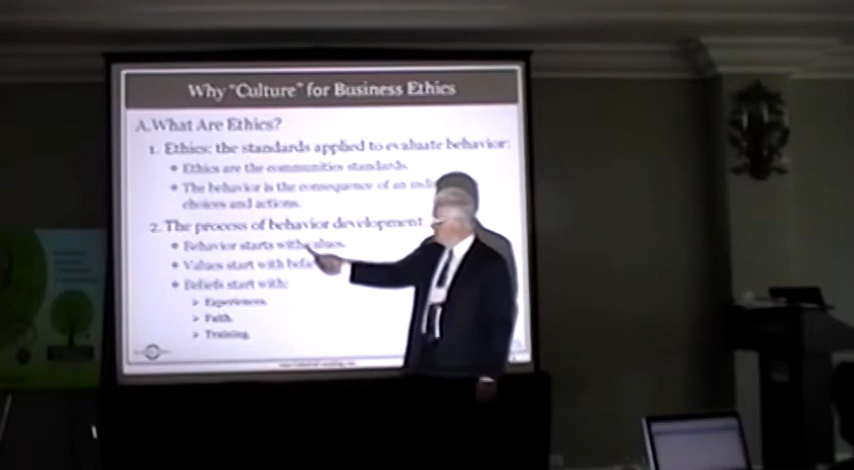 Why "Culture" for Business Ethics
A. What Are Ethics?
1. Ethics: the standards applied to evaluate behavior:
Ethics are the communities standards.
The behavior is the consequence of an
choices and actions.
2. The process of behavior development
Behavior starts with values.
Values start with
Beliefs start with:
Experiences.
Faith.
Training.